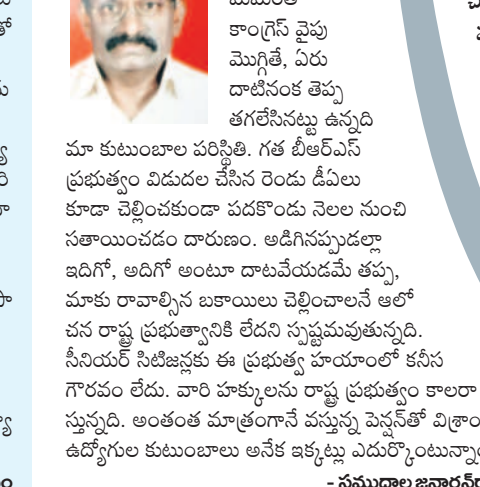 కాంగ్రెస్ వైపు
మొగ్గితే, ఏరు
దాటినంక తెప్ప
తగలేసినట్టు ఉన్నది
మా కుటుంబాల పరిస్థితి. గత బీఆర్ఎస్
ప్రభుత్వం విడుదల చేసిన రెండు డీఏలు
కూడా చెల్లించకుండా పదకొండు నెలల నుంచి
సతాయించడం దారుణం. అడిగినప్పుడల్లా
ఇదిగో, అదిగో అంటూ దాటవేయడమే తప్ప,
మాకు రావాల్సిన బకాయిలు చెల్లించాలనే ఆలో
చన రాష్ట్ర ప్రభుత్వానికి లేదని స్పష్టమవుతున్నది.
సీనియర్ సిటిజన్లకు ఈ ప్రభుత్వ హయాంలో కనీస
గౌరవం లేదు. వారి హక్కులను రాష్ట్ర ప్రభుత్వం కాలరా
స్తున్నది. అంతంత మాత్రంగానే వస్తున్న పెన్షన్‌తో విశ్రాం
ఉద్యోగుల కుటుంబాలు అనేక ఇక్కట్లు ఎదుర్కొంటున్నా
- సముద్రాల